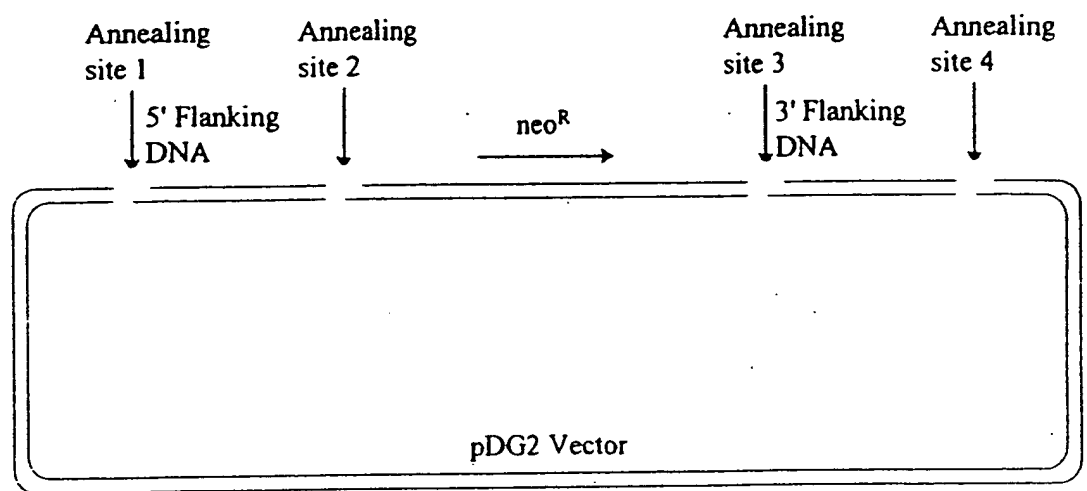 Annealing
site 1
Annealing
site 2
Annealing
site 3
Annealing
site 4
5' Flanking
DNA
neoR
3' Flanking
DNA
pDG2 Vector